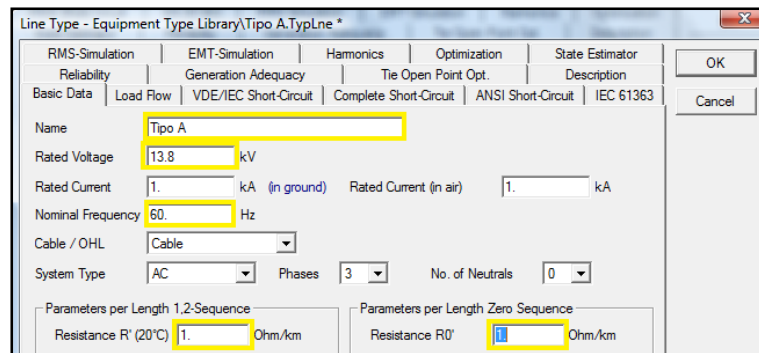 Line Type - Equipment Type Library\Tipo A.TypLne *
RMS-Simulation EMT-Simulation Harmonics Optimization State Estimator
Reliability Generation Adequacy Tie Open Point Opt. Description
Basic Data Load Flow VDE/IEC Short-Circuit Complete Short-Circuit ANSI Short-Circuit IEC 61363
OK
Cancel
Name Tipo A
Rated Voltage 13.8 kV
Rated Current 1. kA (in ground) Rated Current (in air) 1. kA
Nominal Frequency 60. Hz
Cable / OHL Cable
System Type AC Phases 3 No. of Neutrals 0
Parameters per Length 1,2-Sequence Parameters per Length Zero Sequence
Resistance R' (20°C) 1. Ohm/km Resistance R0' 1. Ohm/km